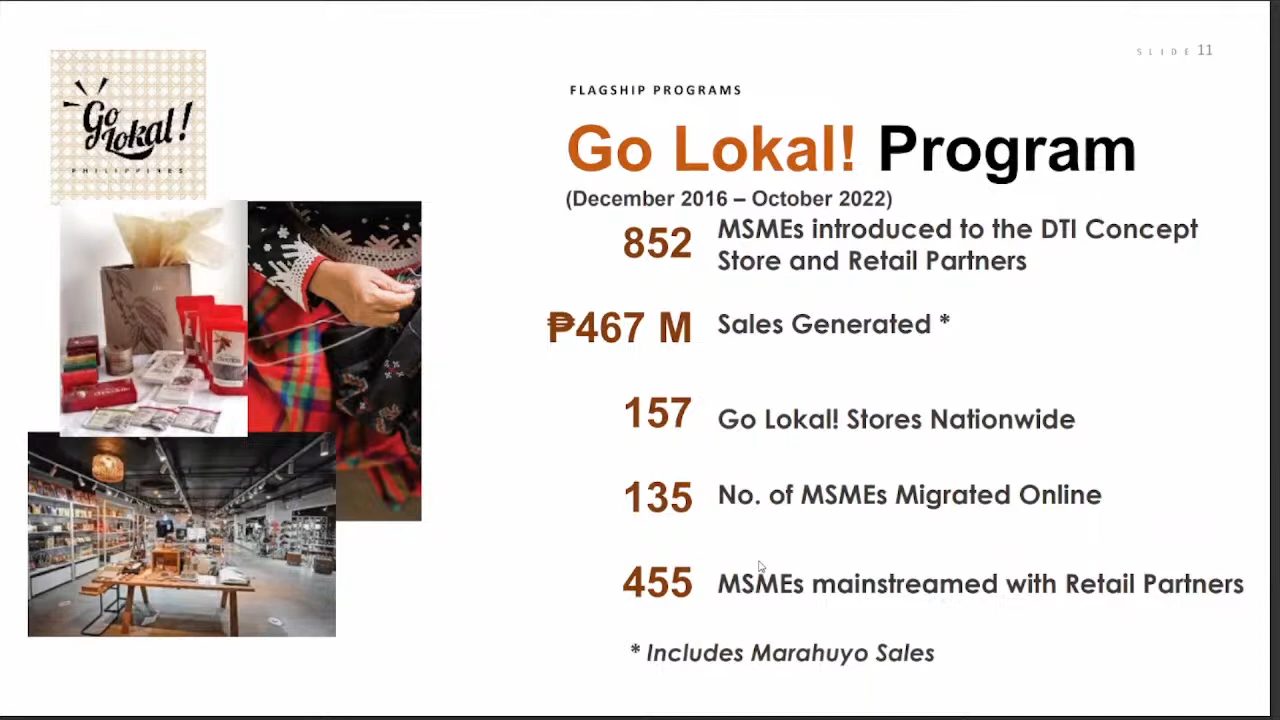 SLIDE 11
Go
Lokal!
PHILIPPINES
FLAGSHIP PROGRAMS
Go Lokal! Program
(December 2016 – October 2022)
852 MSMEs introduced to the DTI Concept
Store and Retail Partners
₱467 M Sales Generated *
157 Go Lokal! Stores Nationwide
135 No. of MSMEs Migrated Online
455 MSMEs mainstreamed with Retail Partners
* Includes Marahuyo Sales